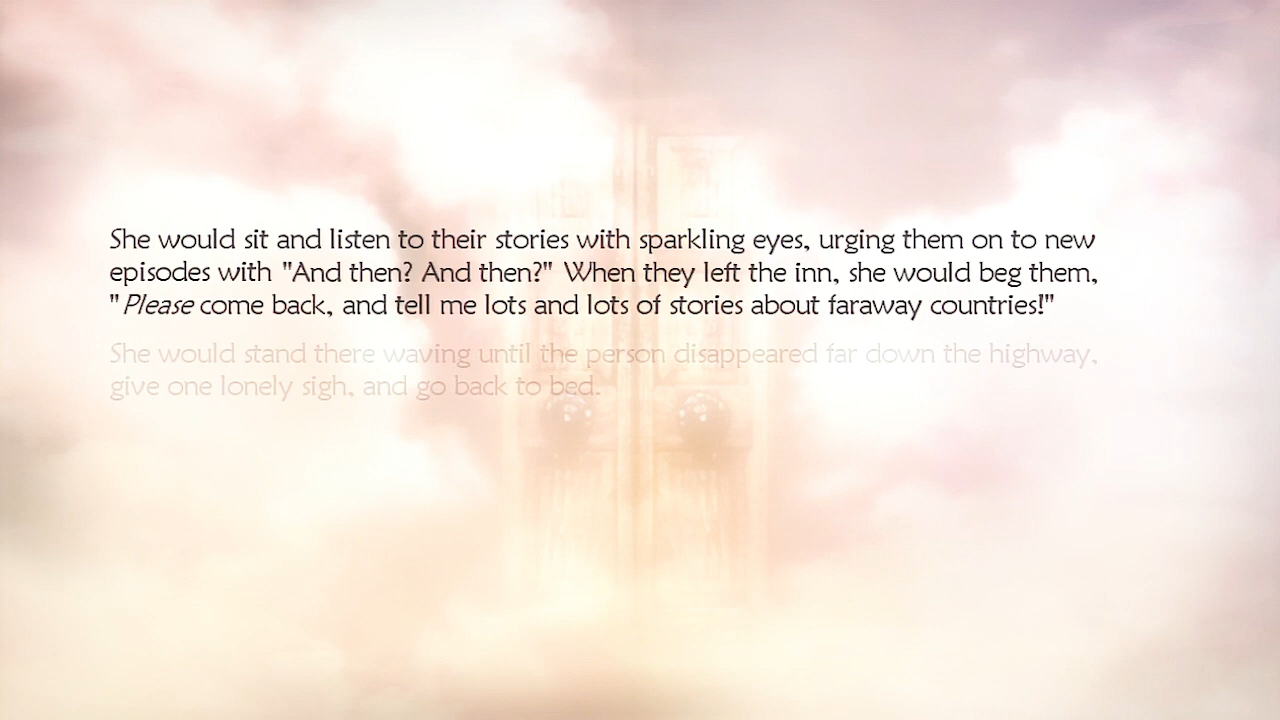 She would sit and listen to their stories with sparkling eyes, urging them on to new
episodes with "And then? And then?" When they left the inn, she would beg them,
"Please come back, and tell me lots and lots of stories about faraway countries!"
She would stand there waving until the person disappeared far down the highway,
give one lonely sigh, and go back to bed.